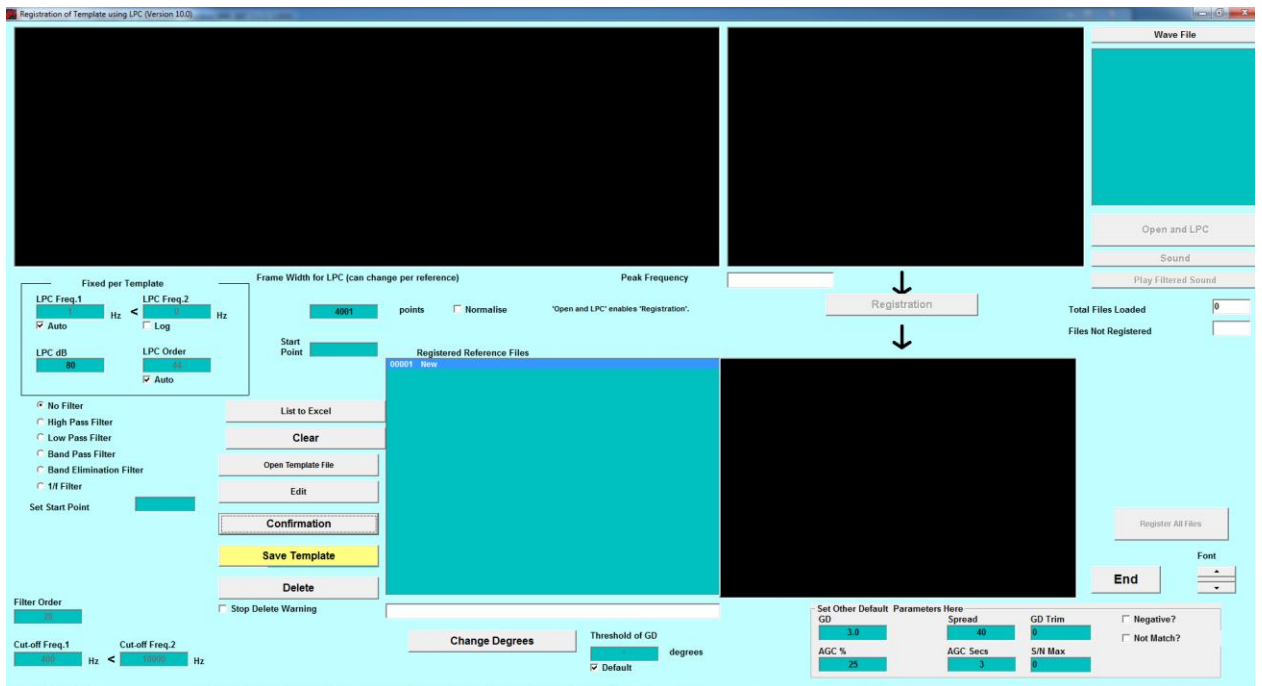 Registration of Template using LPC (Version 10.0)
Wave File
Open and LPC
Sound
Play Filtered Sound
Fixed per Template
LPC Freq.1
LPC Freq.2
1 Hz < 0 Hz
Auto
Log
LPC dB
LPC Order
80
Auto
Frame Width for LPC (can change per reference)
4001 points
Normalise
'Open and LPC' enables 'Registration'.
Peak Frequency
Registration
Total Files Loaded 0
Files Not Registered
Start
Point
Registered Reference Files
00001 New
No Filter
High Pass Filter
Low Pass Filter
Band Pass Filter
Band Elimination Filter
1/f Filter
Set Start Point
List to Excel
Clear
Open Template File
Edit
Confirmation
Save Template
Delete
Stop Delete Warning
Register All Files
Font
End
Filter Order
20
Cut-off Freq.1
Cut-off Freq.2
400 Hz < 10000 Hz
Change Degrees
Threshold of GD
degrees
Default
Set Other Default Parameters Here
GD
Spread
GD Trim
Negative?
3.0
40
0
Not Match?
AGC %
AGC Secs
S/N Max
25
3
0